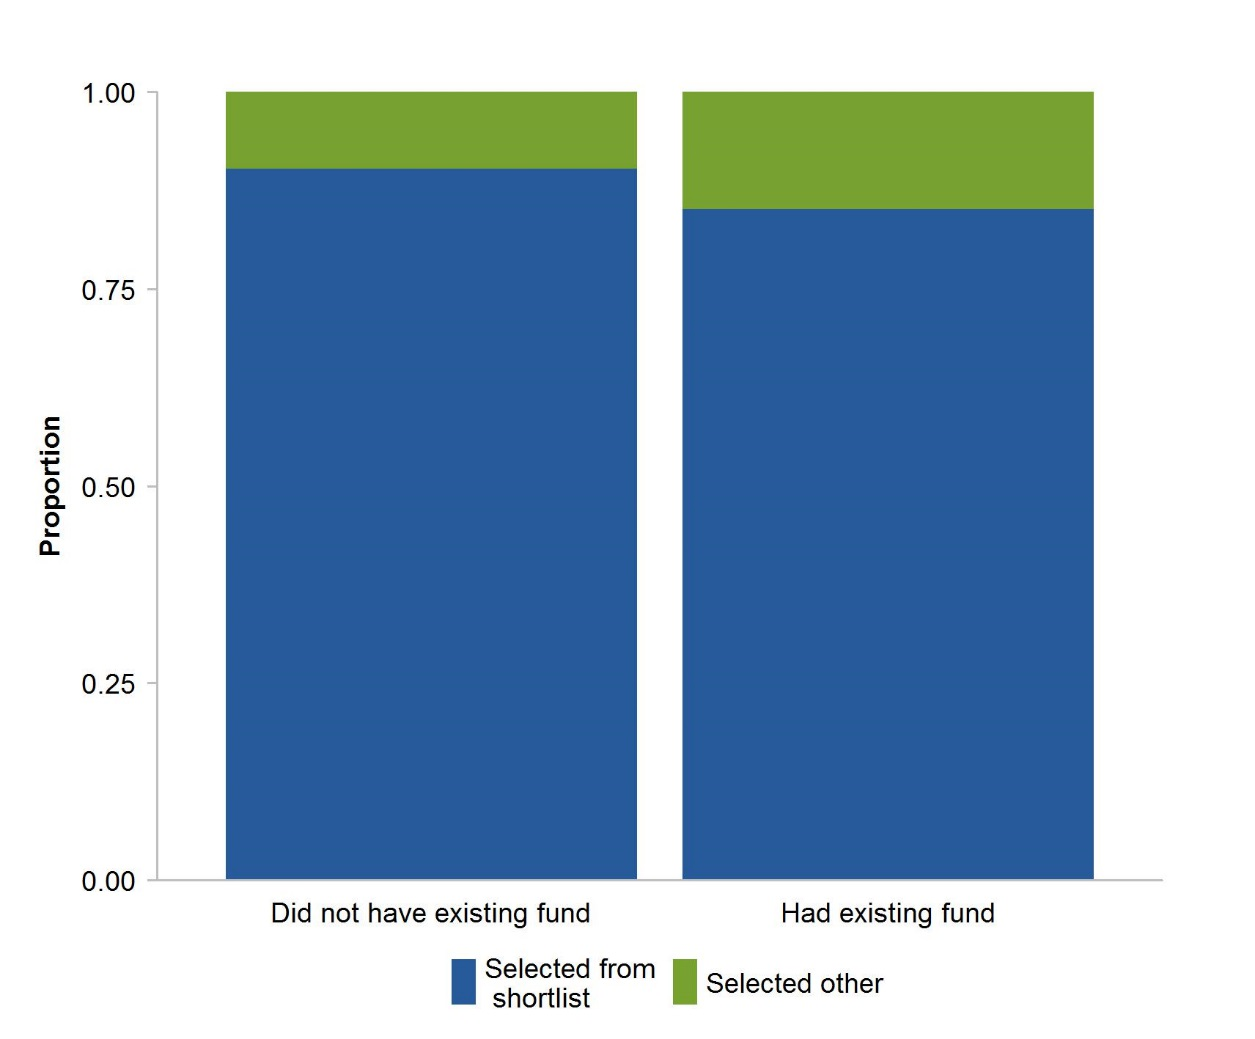 1.00
0.75
0.50
0.25
0.00
Proportion
Did not have existing fund
Had existing fund
Selected from
shortlist
Selected other